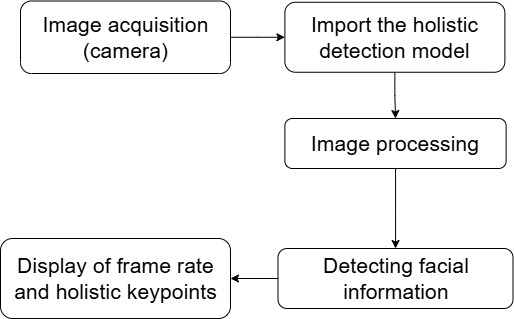 Image acquisition
(camera)
Import the holistic
detection model
Image processing
Detecting facial
information
Display of frame rate
and holistic keypoints